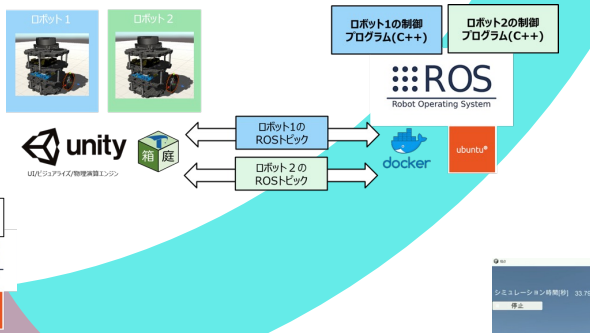 ロボット 1
ロボット 2
ロボット1の制御
プログラム(C++)
ロボット2の制御
プログラム(C++)
ROS
Robot Operating System
unity
UI/ビジュアライズ/物理演算エンジン
箱庭
ロボット1の
ROSトピック
ロボット 2 の
ROSトピック
docker
ubuntu
シミュレーション時間[秒] 33.79
停止